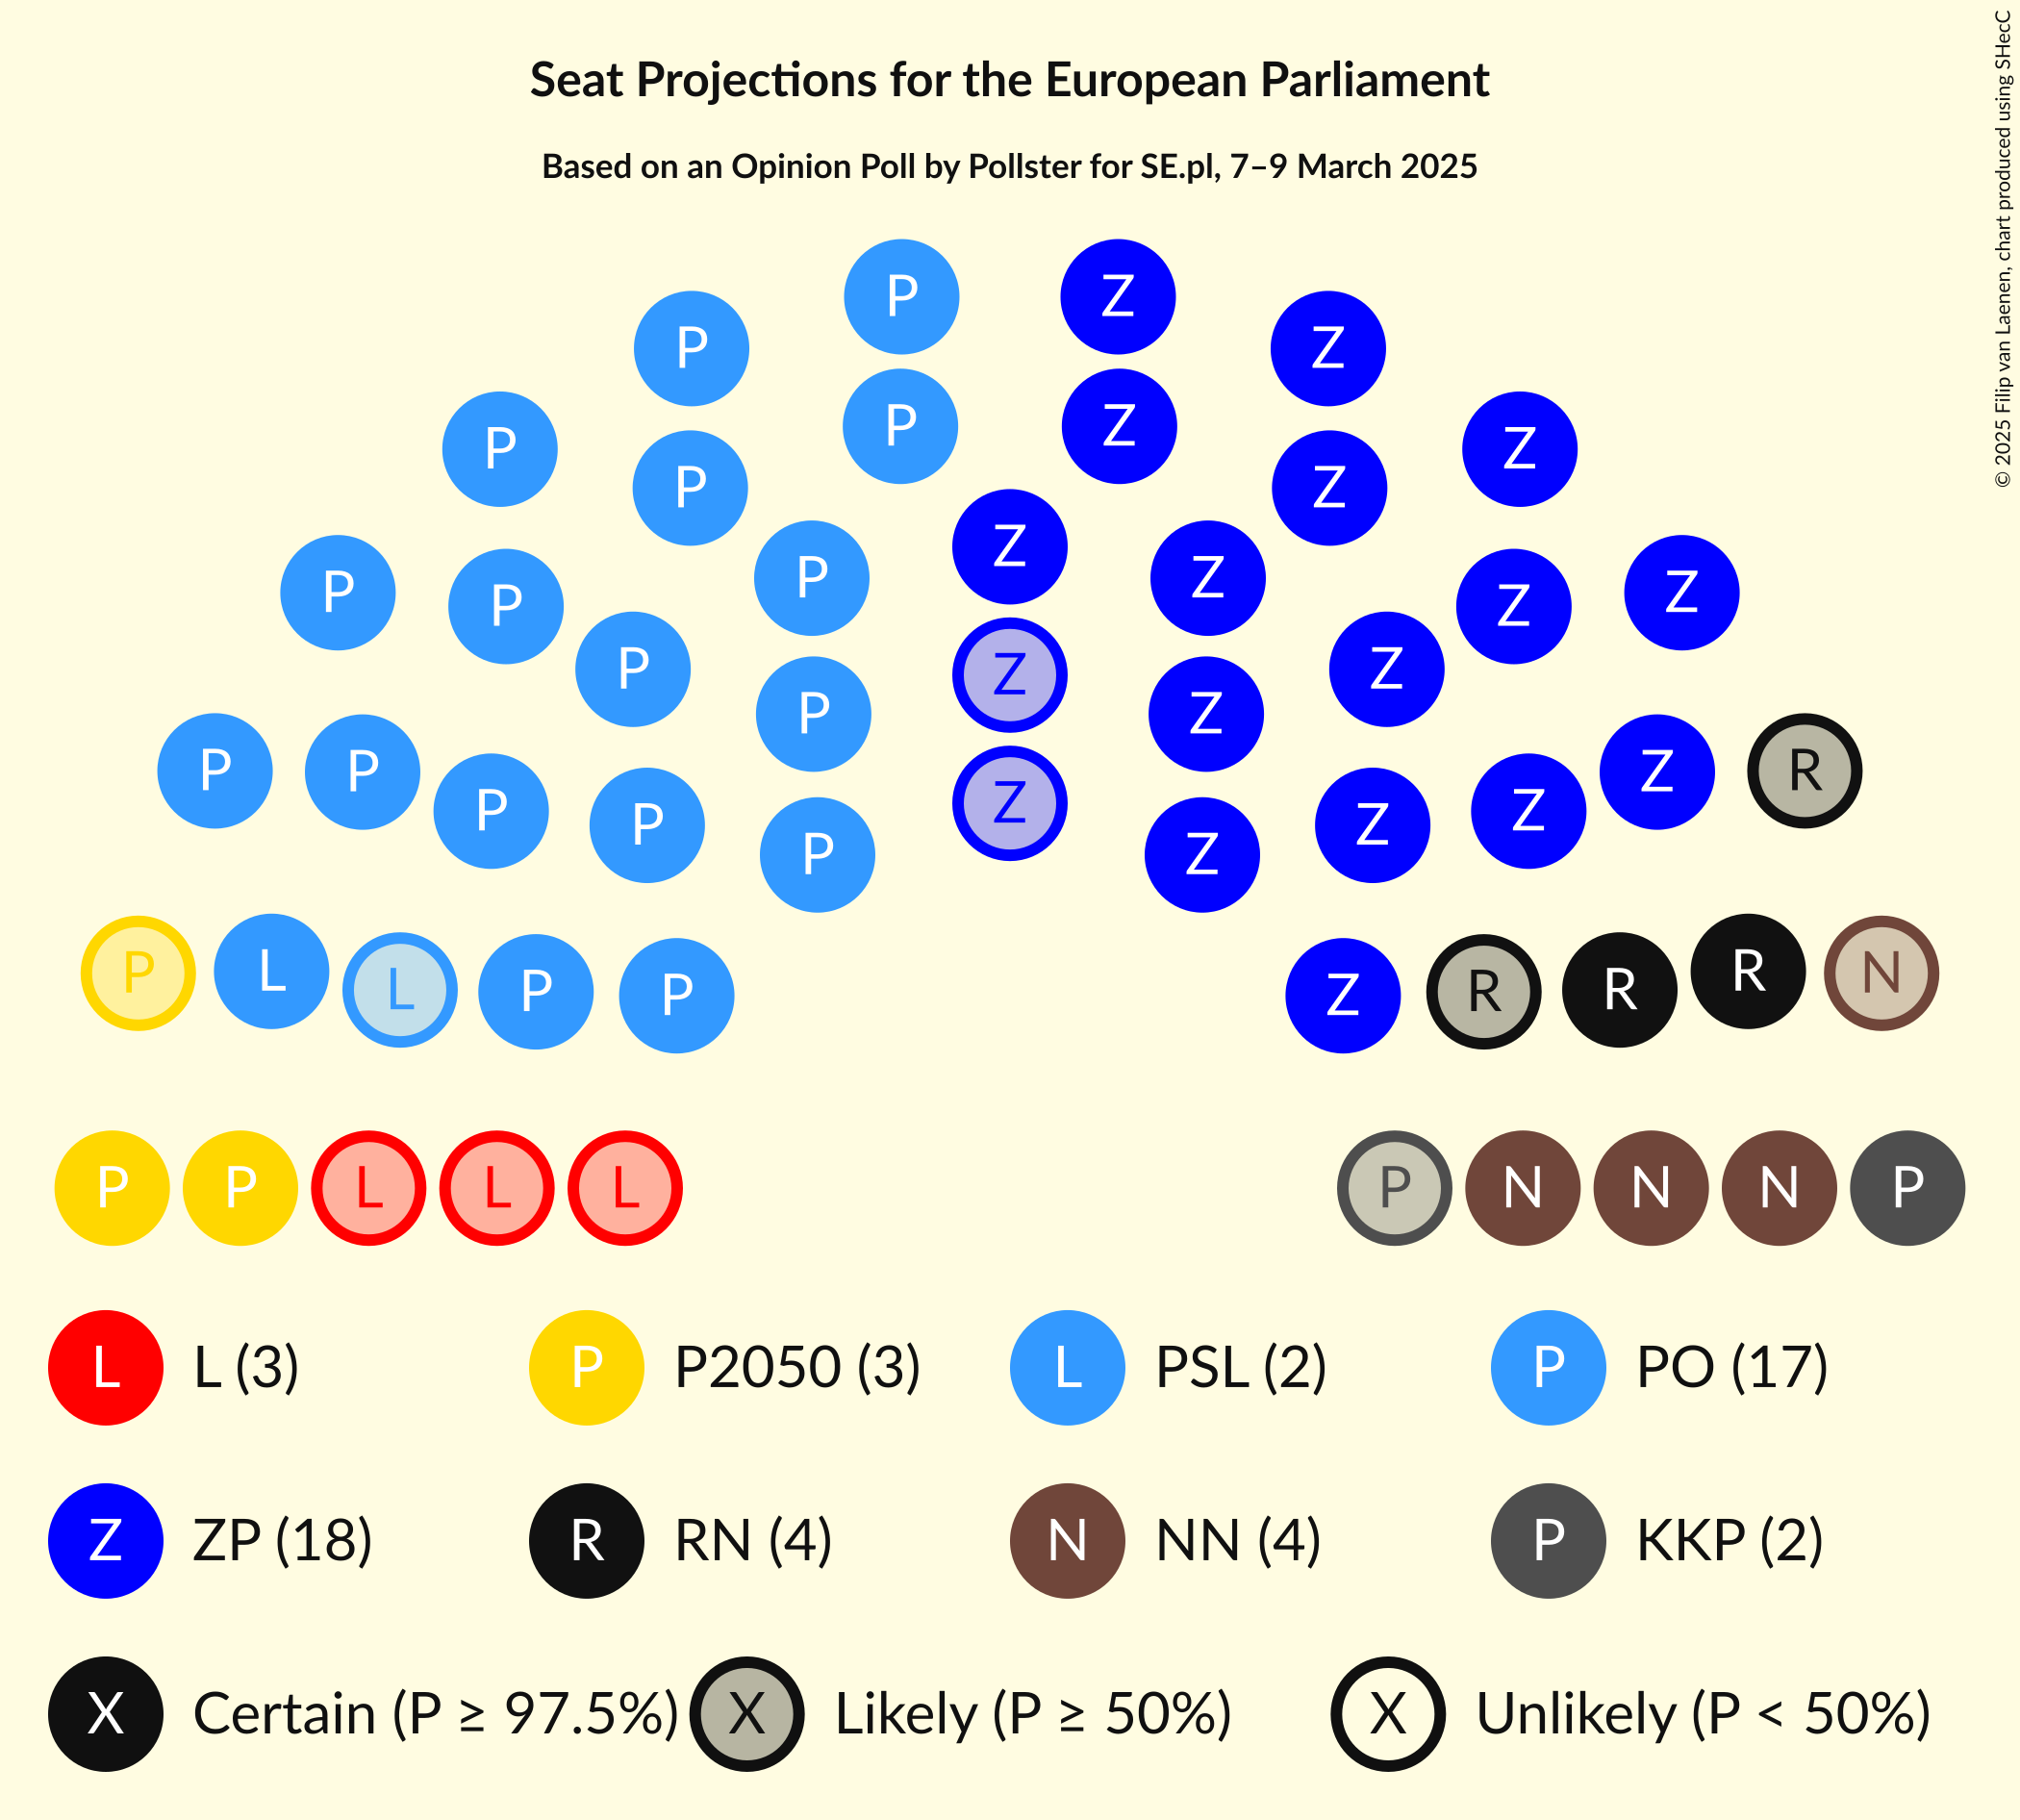 Seat Projections for the European Parliament
Based on an Opinion Poll by Pollster for SE.pl, 7–9 March 2025
© 2025 Filip van Laenen, chart produced using SHecC
P Z
P Z
P Z
P Z
P Z
P Z
Z
P Z
P P Z Z
P Z
Z
P Z
P P Z R
Z
P Z
P Z
P Z
P L L P P Z R R R N
P P L L L P N N N P
L L (3) P P2050 (3) L PSL (2) P PO (17)
Z ZP (18) R RN (4) N NN (4) P KKP (2)
X Certain (P ≥ 97.5%) X Likely (P ≥ 50%) X Unlikely (P < 50%)